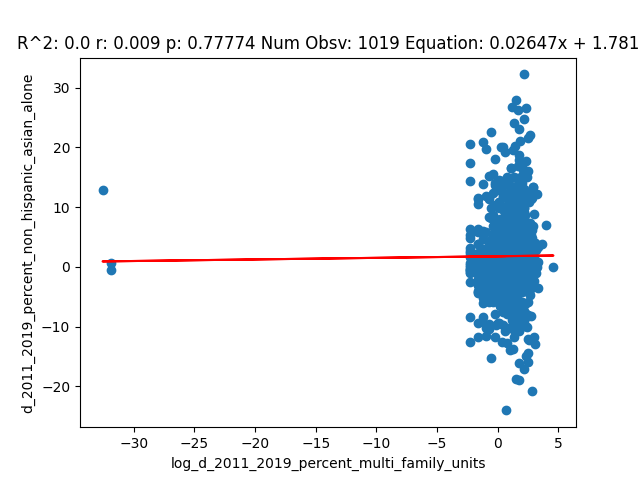 R^2: 0.0 r: 0.009 p: 0.77774 Num Obsv: 1019 Equation: 0.02647x + 1.781
d_2011_2019_percent_non_hispanic_asian_alone
30
20
10
0
−10
−20
−30 −25 −20 −15 −10 −5 0 5
log_d_2011_2019_percent_multi_family_units